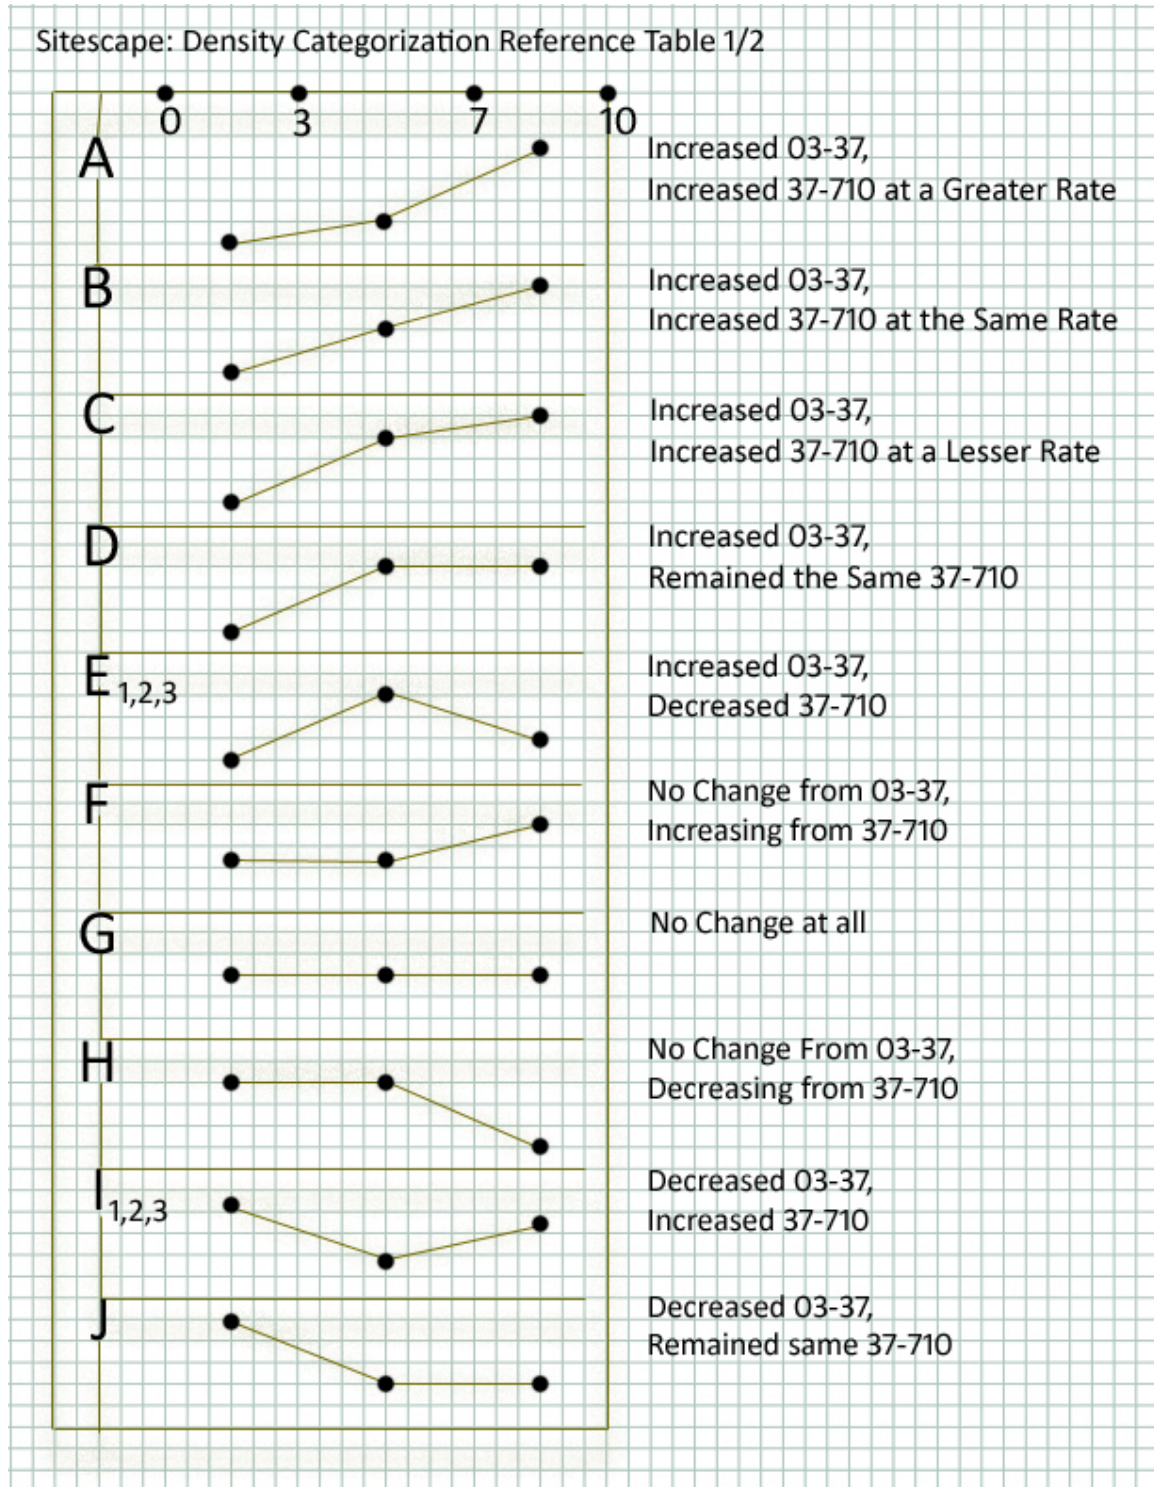 Sitescape: Density Categorization Reference Table 1/2
0 3 7 10
A
Increased 03-37,
Increased 37-710 at a Greater Rate
B
Increased 03-37,
Increased 37-710 at the Same Rate
C
Increased 03-37,
Increased 37-710 at a Lesser Rate
D
Increased 03-37,
Remained the Same 37-710
E 1,2,3
Increased 03-37,
Decreased 37-710
F
No Change from 03-37,
Increasing from 37-710
G
No Change at all
H
No Change From 03-37,
Decreasing from 37-710
I 1,2,3
Decreased 03-37,
Increased 37-710
J
Decreased 03-37,
Remained same 37-710